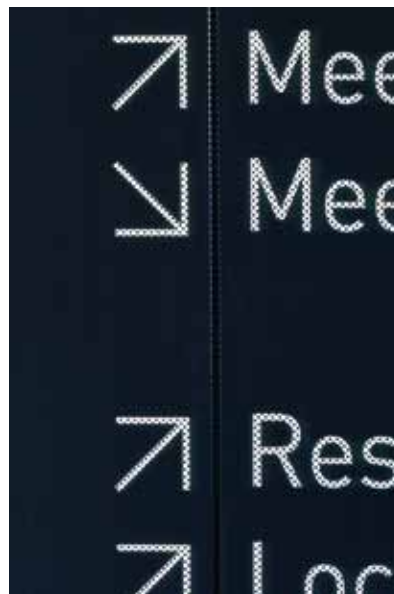 ↗ Mee
↘ Mee
↗ Res
↗ Loc